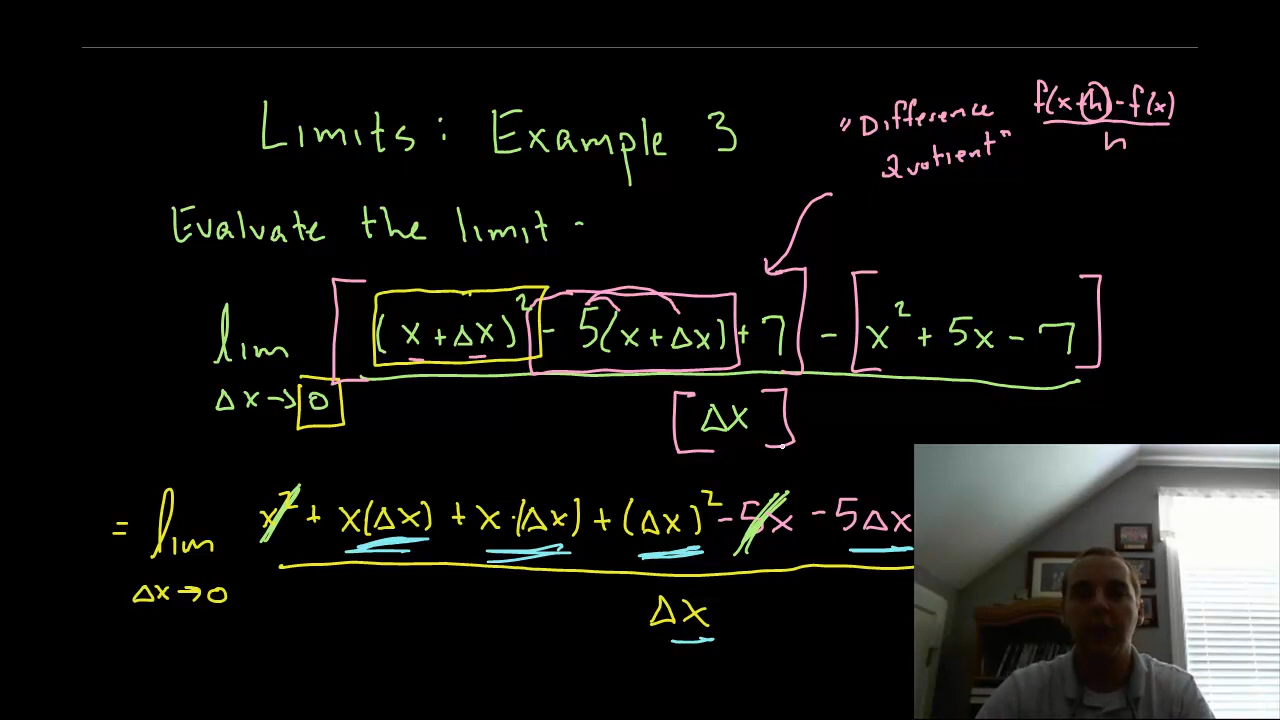 Limits: Example 3
"Difference Quotient"
f(x+h) - f(x)
h
Evaluate the limit.
lim Δx→0
[(x+Δx)² - 5(x+Δx) + 7] - [x² + 5x - 7]
[Δx]
= lim Δx→0
x² + x(Δx) + x·(Δx) + (Δx)² - 5x - 5Δx
Δx